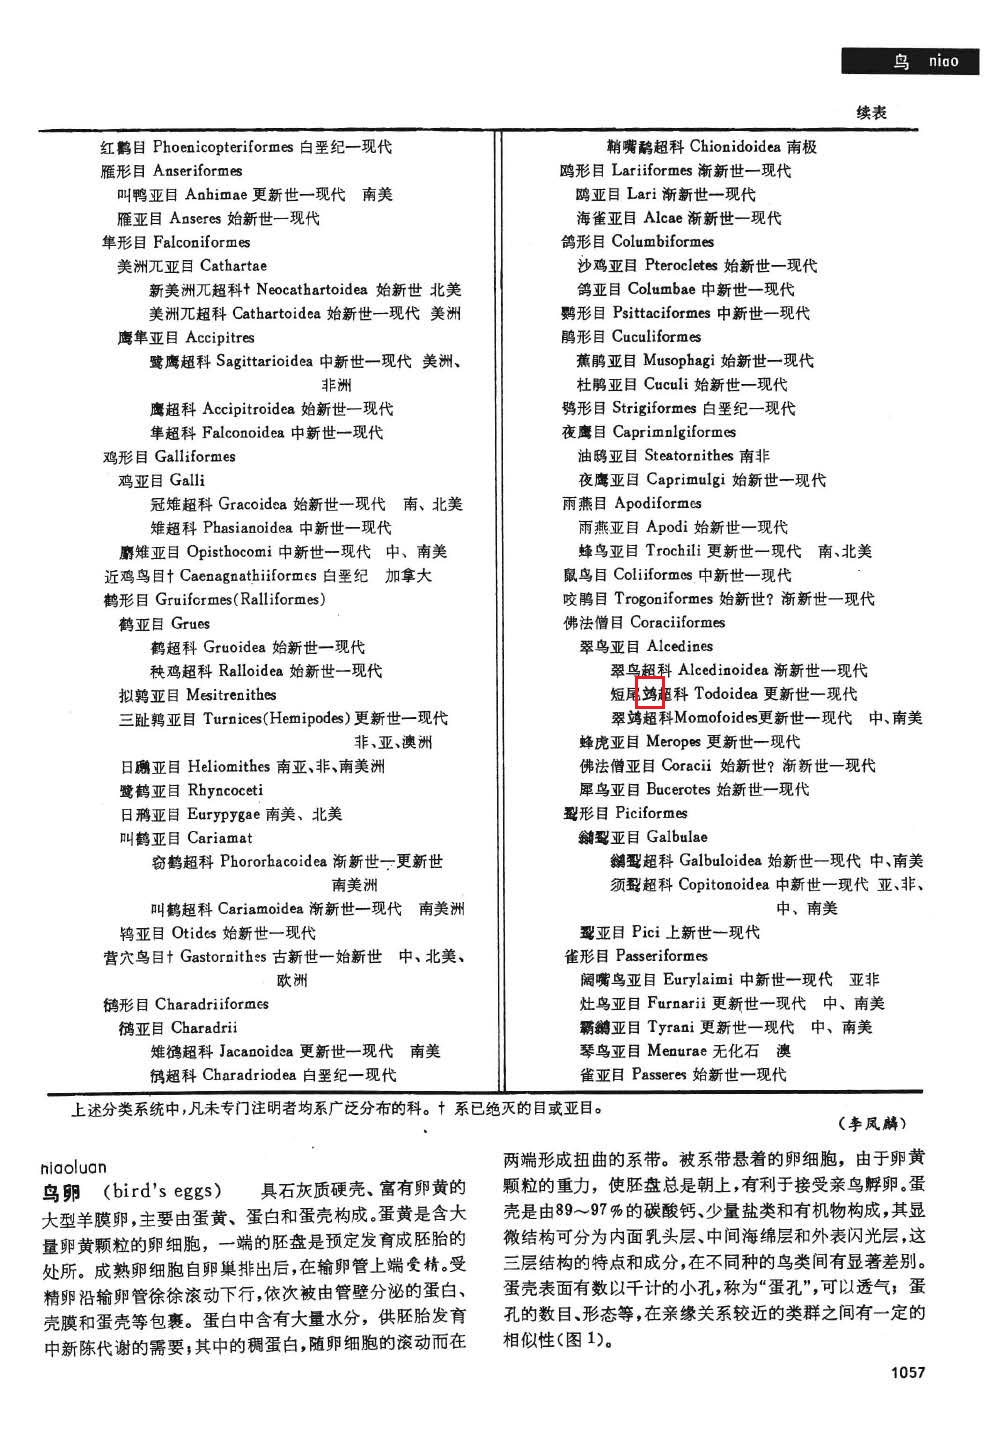 鸟 niao
续表
红鹳目 Phoenicopteriformes 白垩纪—现代
雁形目 Anseriformes
叫鸭亚目 Anhimae 更新世—现代 南美
雁亚目 Anseres 始新世—现代
隼形目 Falconiformes
美洲兀亚目 Cathartae
新美洲兀超科† Neocathartoidea 始新世 北美
美洲兀超科 Cathartoidea 始新世—现代 美洲
鹰隼亚目 Accipitres
鹭鹰超科 Sagittarioidea 中新世—现代 美洲、
非洲
鹰超科 Accipitroidea 始新世—现代
隼超科 Falconoidea 中新世—现代
鸡形目 Galliformes
鸡亚目 Galli
冠雉超科 Gracoidea 始新世—现代 南、北美
雉超科 Phasianoidea 中新世—现代
麝雉亚目 Opisthocomi 中新世—现代 中、南美
近鸡鸟目† Caenagnathiiformes 白垩纪 加拿大
鹤形目 Gruiformes(Ralliformes)
鹤亚目 Grues
鹤超科 Gruoidea 始新世—现代
秧鸡超科 Ralloidea 始新世—现代
拟鹑亚目 Mesitrenithes
三趾鹑亚目 Turnices(Hemipodes)更新世—现代
非、亚、澳洲
日䴘亚目 Heliomithes 南亚、非、南美洲
鹭鹤亚目 Rhyncoceti
日鳽亚目 Eurypygae 南美、北美
叫鹤亚目 Cariamat
窃鹤超科 Phororhacoidea 渐新世—更新世
南美洲
叫鹤超科 Cariamoidea 渐新世—现代 南美洲
鸨亚目 Otides 始新世—现代
营穴鸟目† Gastornithes 古新世—始新世 中、北美、
欧洲
鸻形目 Charadriiformes
鸻亚目 Charadrii
雉鸻超科 Jacanoidea 更新世—现代 南美
鸻超科 Charadriodea 白垩纪—现代
鞘嘴鹬超科 Chionidoidea 南极
鸥形目 Lariiformes 渐新世—现代
鸥亚目 Lari 渐新世—现代
海雀亚目 Alcae 渐新世—现代
鸽形目 Columbiformes
沙鸡亚目 Pterocletes 始新世—现代
鸽亚目 Columbae 中新世—现代
鹦形目 Psittaciformes 中新世—现代
鹃形目 Cuculiformes
蕉鹃亚目 Musophagi 始新世—现代
杜鹃亚目 Cuculi 始新世—现代
鸮形目 Strigiformes 白垩纪—现代
夜鹰目 Caprimnlgiformes
油鸱亚目 Steatornithes 南非
夜鹰亚目 Caprimulgi 始新世—现代
雨燕目 Apodiformes
雨燕亚目 Apodi 始新世—现代
蜂鸟亚目 Trochili 更新世—现代 南、北美
鼠鸟目 Coliiformes 中新世—现代
咬鹃目 Trogoniformes 始新世? 渐新世—现代
佛法僧目 Coraciiformes
翠鸟亚目 Alcedines
翠鸟超科 Alcedinoidea 渐新世—现代
短尾鴗超科 Todoidea 更新世—现代
翠鴗超科Momofoides更新世—现代 中、南美
蜂虎亚目 Meropes 更新世—现代
佛法僧亚目 Coracii 始新世? 渐新世—现代
犀鸟亚目 Bucerotes 始新世—现代
䴕形目 Piciformes
鹟䴕亚目 Galbulae
鹟䴕超科 Galbuloidea 始新世—现代 中、南美
须䴕超科 Copitonoidea 中新世—现代 亚、非、
中、南美
䴕亚目 Pici 上新世—现代
雀形目 Passeriformes
阔嘴鸟亚目 Eurylaimi 中新世—现代 亚非
灶鸟亚目 Furnarii 更新世—现代 中、南美
霸鹟亚目 Tyrani 更新世—现代 中、南美
琴鸟亚目 Menurae 无化石 澳
雀亚目 Passeres 始新世—现代
上述分类系统中,凡未专门注明者均系广泛分布的科。† 系已绝灭的目或亚目。
(李凤麟)
niaoluan
鸟卵 (bird's eggs) 具石灰质硬壳、富有卵黄的
大型羊膜卵,主要由蛋黄、蛋白和蛋壳构成。蛋黄是含大
量卵黄颗粒的卵细胞,一端的胚盘是预定发育成胚胎的
处所。成熟卵细胞自卵巢排出后,在输卵管上端受精。受
精卵沿输卵管徐徐滚动下行,依次被由管壁分泌的蛋白、
壳膜和蛋壳等包裹。蛋白中含有大量水分,供胚胎发育
中新陈代谢的需要;其中的稠蛋白,随卵细胞的滚动而在
两端形成扭曲的系带。被系带悬着的卵细胞,由于卵黄
颗粒的重力,使胚盘总是朝上,有利于接受亲鸟孵卵。蛋
壳是由89～97%的碳酸钙、少量盐类和有机物构成,其显
微结构可分为内面乳头层、中间海绵层和外表闪光层,这
三层结构的特点和成分,在不同种的鸟类间有显著差别。
蛋壳表面有数以千计的小孔,称为“蛋孔”,可以透气;蛋
孔的数目、形态等,在亲缘关系较近的类群之间有一定的
相似性(图1)。
1057